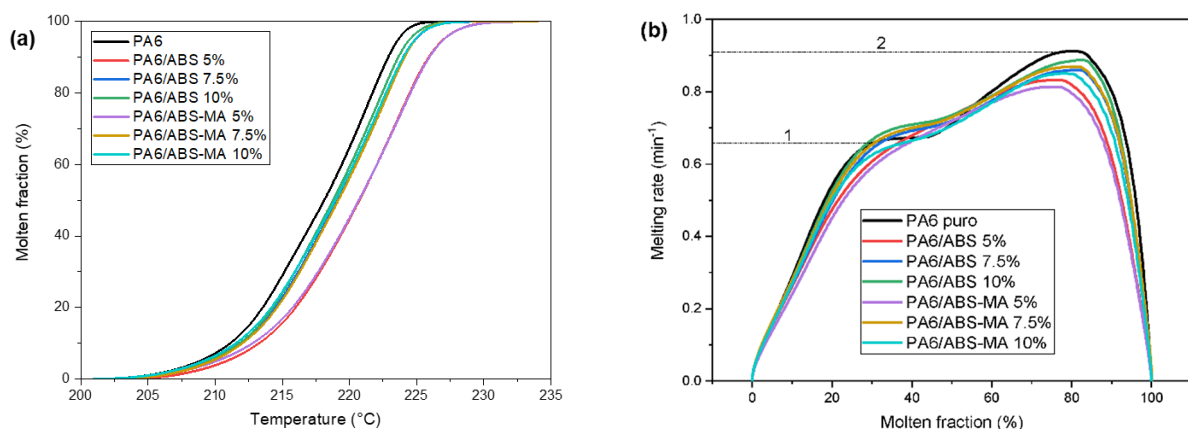 (a)
Molten fraction (%)
100
80
60
40
20
0
PA6
PA6/ABS 5%
PA6/ABS 7.5%
PA6/ABS 10%
PA6/ABS-MA 5%
PA6/ABS-MA 7.5%
PA6/ABS-MA 10%
200 205 210 215 220 225 230 235
Temperature (°C)
(b)
Melting rate (min⁻¹)
1.0
0.8
0.6
0.4
0.2
0.0
2
1
PA6 puro
PA6/ABS 5%
PA6/ABS 7.5%
PA6/ABS 10%
PA6/ABS-MA 5%
PA6/ABS-MA 7.5%
PA6/ABS-MA 10%
0 20 40 60 80 100
Molten fraction (%)